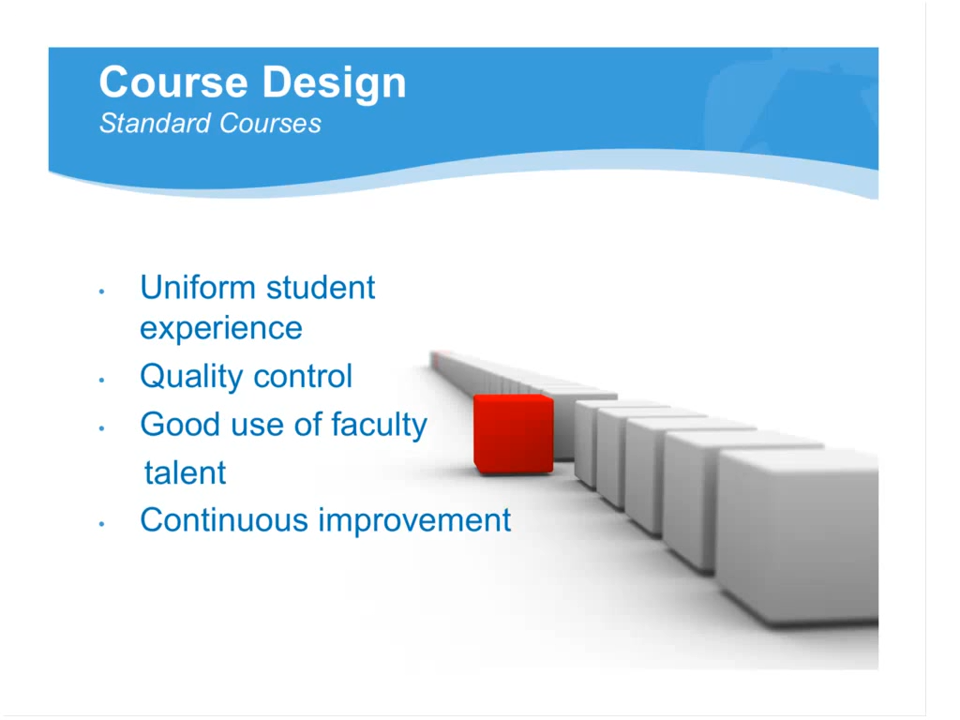 Course Design
Standard Courses
• Uniform student
experience
• Quality control
• Good use of faculty
talent
• Continuous improvement